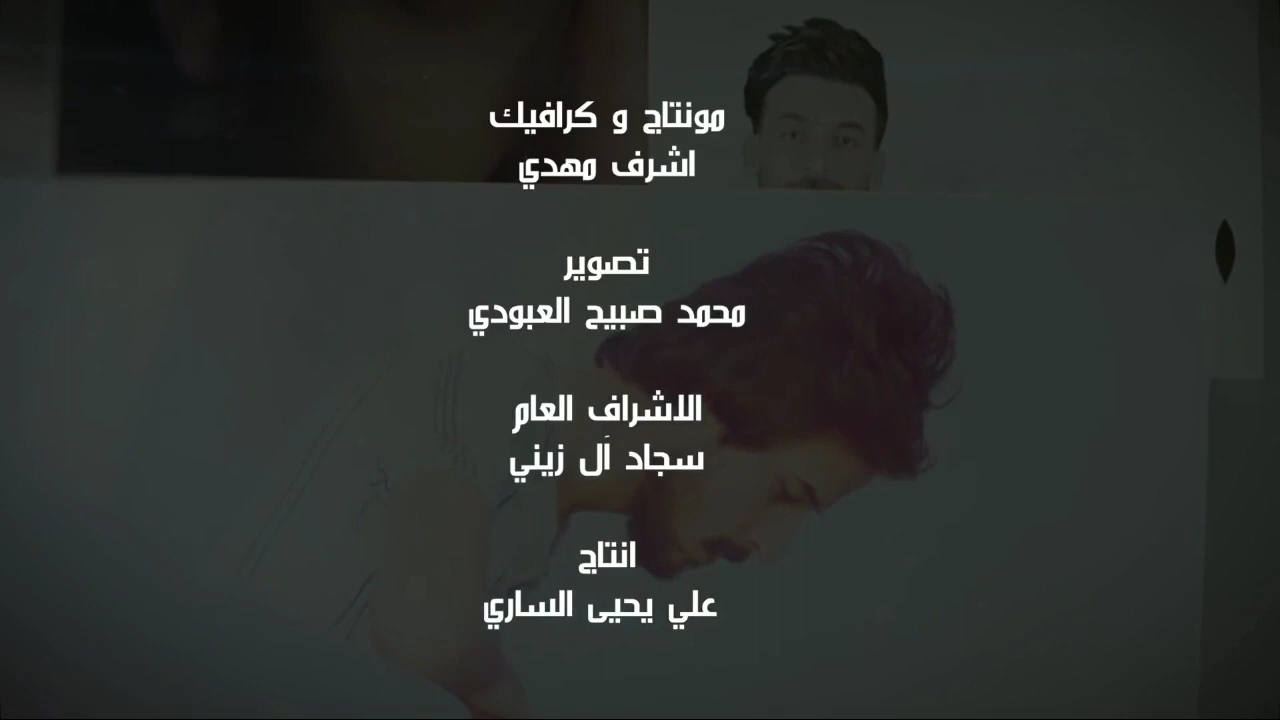 مونتاج و كرافيك
اشرف مهدي
تصوير
محمد صبيح العبودي
الاشراف العام
سجاد آل زيني
انتاج
علي يحيى الساري